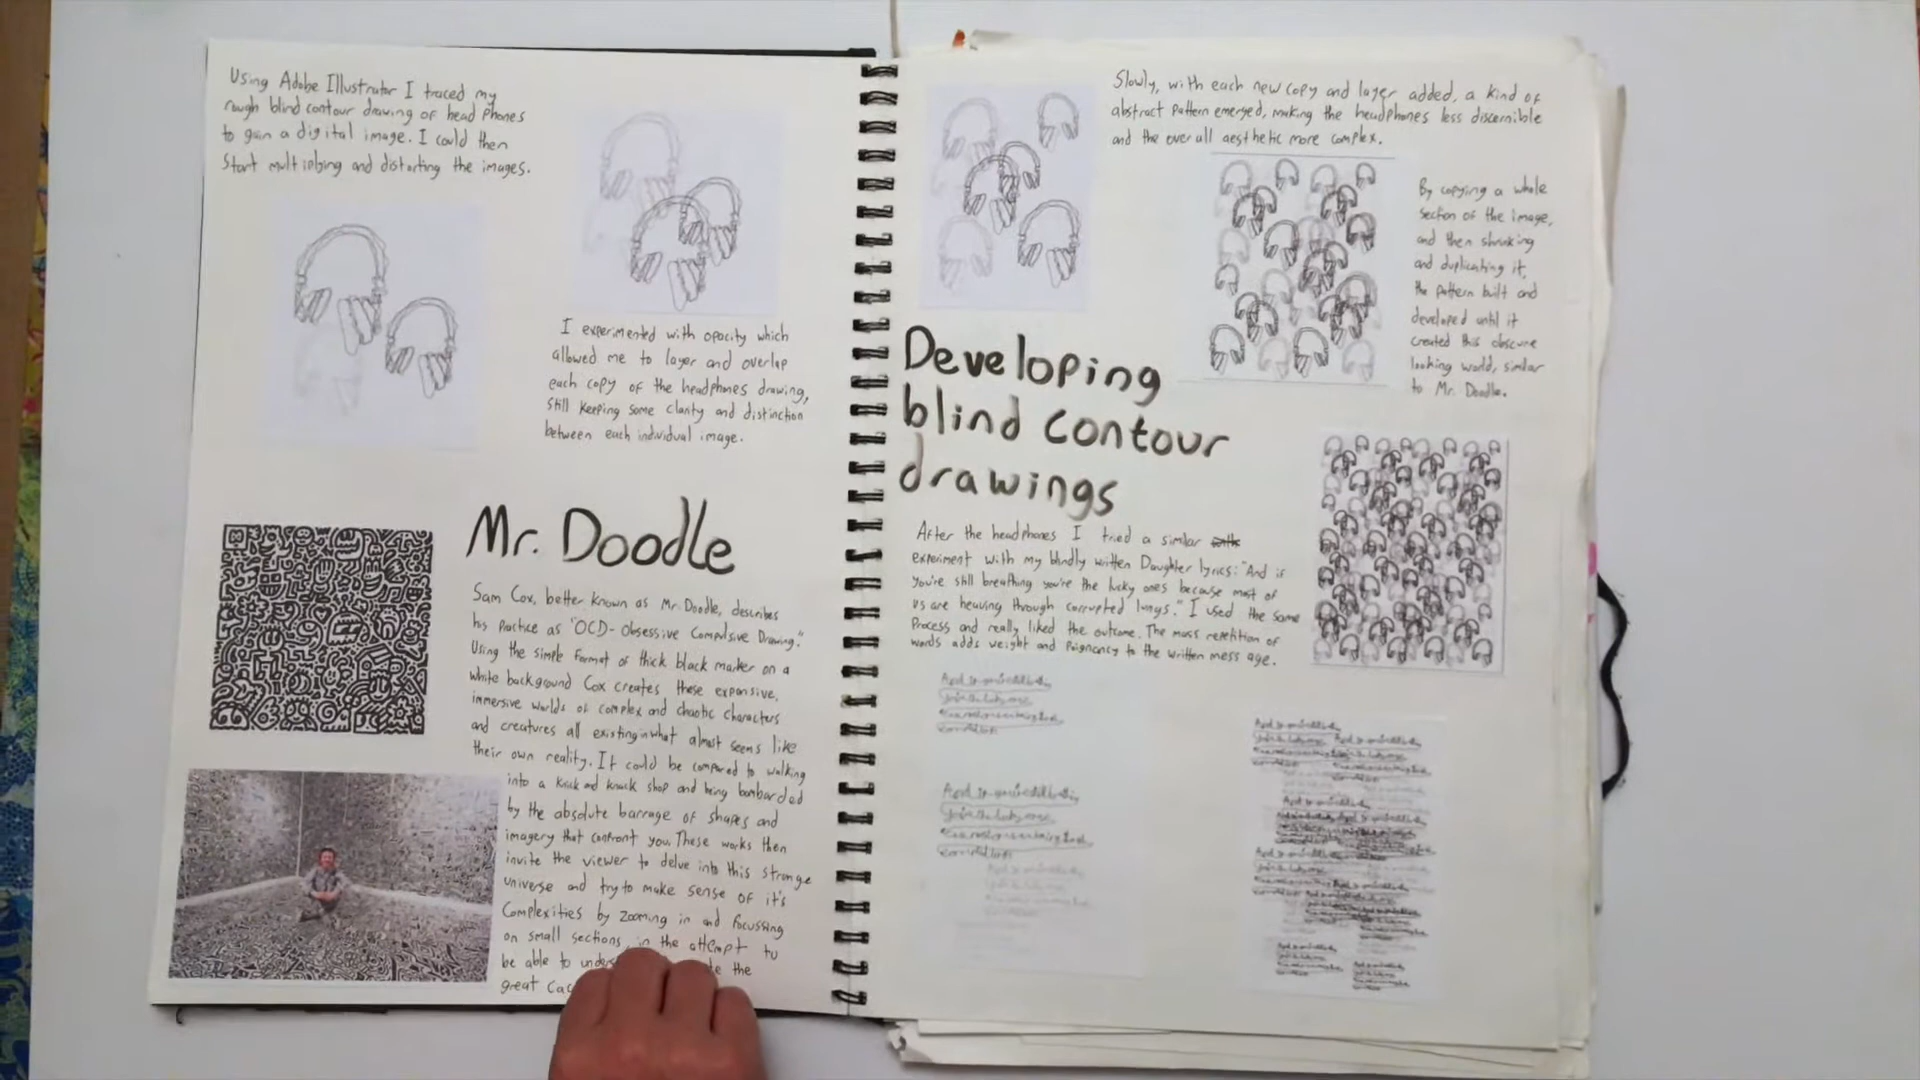 Using Adobe Illustrator I traced my
rough blind contour drawing of head phones
to gain a digital image. I could then
Start multiplying and distorting the images.
I experimented with opacity which
allowed me to layer and overlap
each copy of the headphones drawing,
still keeping some clarity and distinction
between each individual image.
Mr. Doodle
Sam Cox, better known as Mr. Doodle, describes
his practice as "OCD - Obsessive Compulsive Drawing."
Using the simple format of thick black marker on a
white background Cox creates these expansive,
immersive worlds of complex and chaotic characters
and creatures all existing in what almost seems like
their own reality. It could be compared to walking
into a knick and knack shop and being bombarded
by the absolute barrage of shapes and
imagery that confront you. These works then
invite the viewer to delve into this strange
universe and try to make sense of it's
complexities by zooming in and focussing
on small sections, in the attempt to
be able to the
great
Slowly, with each new copy and layer added, a kind of
abstract pattern emerged, making the headphones less discernible
and the over all aesthetic more complex.
By copying a whole
section of the image,
and then shrinking
and duplicating it,
the pattern built and
developed until it
created this obscure
looking world, similar
to Mr. Doodle.
Developing
blind contour
drawings
After the headphones I tried a similar
experiment with my blindly written Daughter lyrics: "And if
you're still breathing you're the lucky ones because most of
us are heaving through corrupted lungs." I used the same
Process and really liked the outcome. The mass repetition of
words adds weight and poignancy to the written mess age.